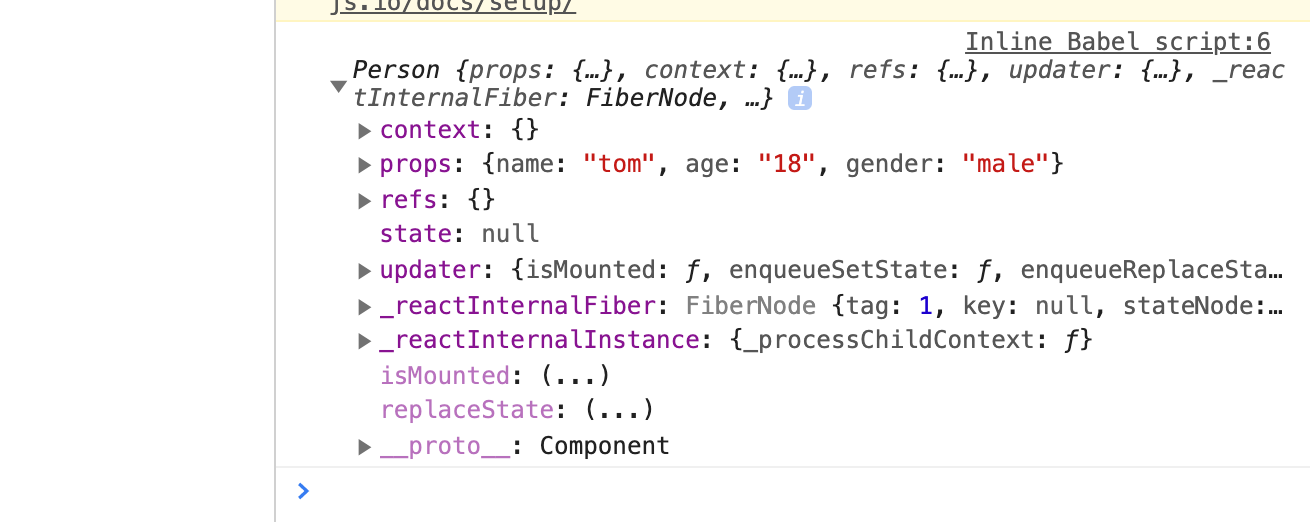 js.io/docs/setup/
Inline Babel script:6
Person {props: {…}, context: {…}, refs: {…}, updater: {…}, _reac
tInternalFiber: FiberNode, …} i
context: {}
props: {name: "tom", age: "18", gender: "male"}
refs: {}
state: null
updater: {isMounted: ƒ, enqueueSetState: ƒ, enqueueReplaceSta…
_reactInternalFiber: FiberNode {tag: 1, key: null, stateNode:…
_reactInternalInstance: {_processChildContext: ƒ}
isMounted: (...)
replaceState: (...)
__proto__: Component